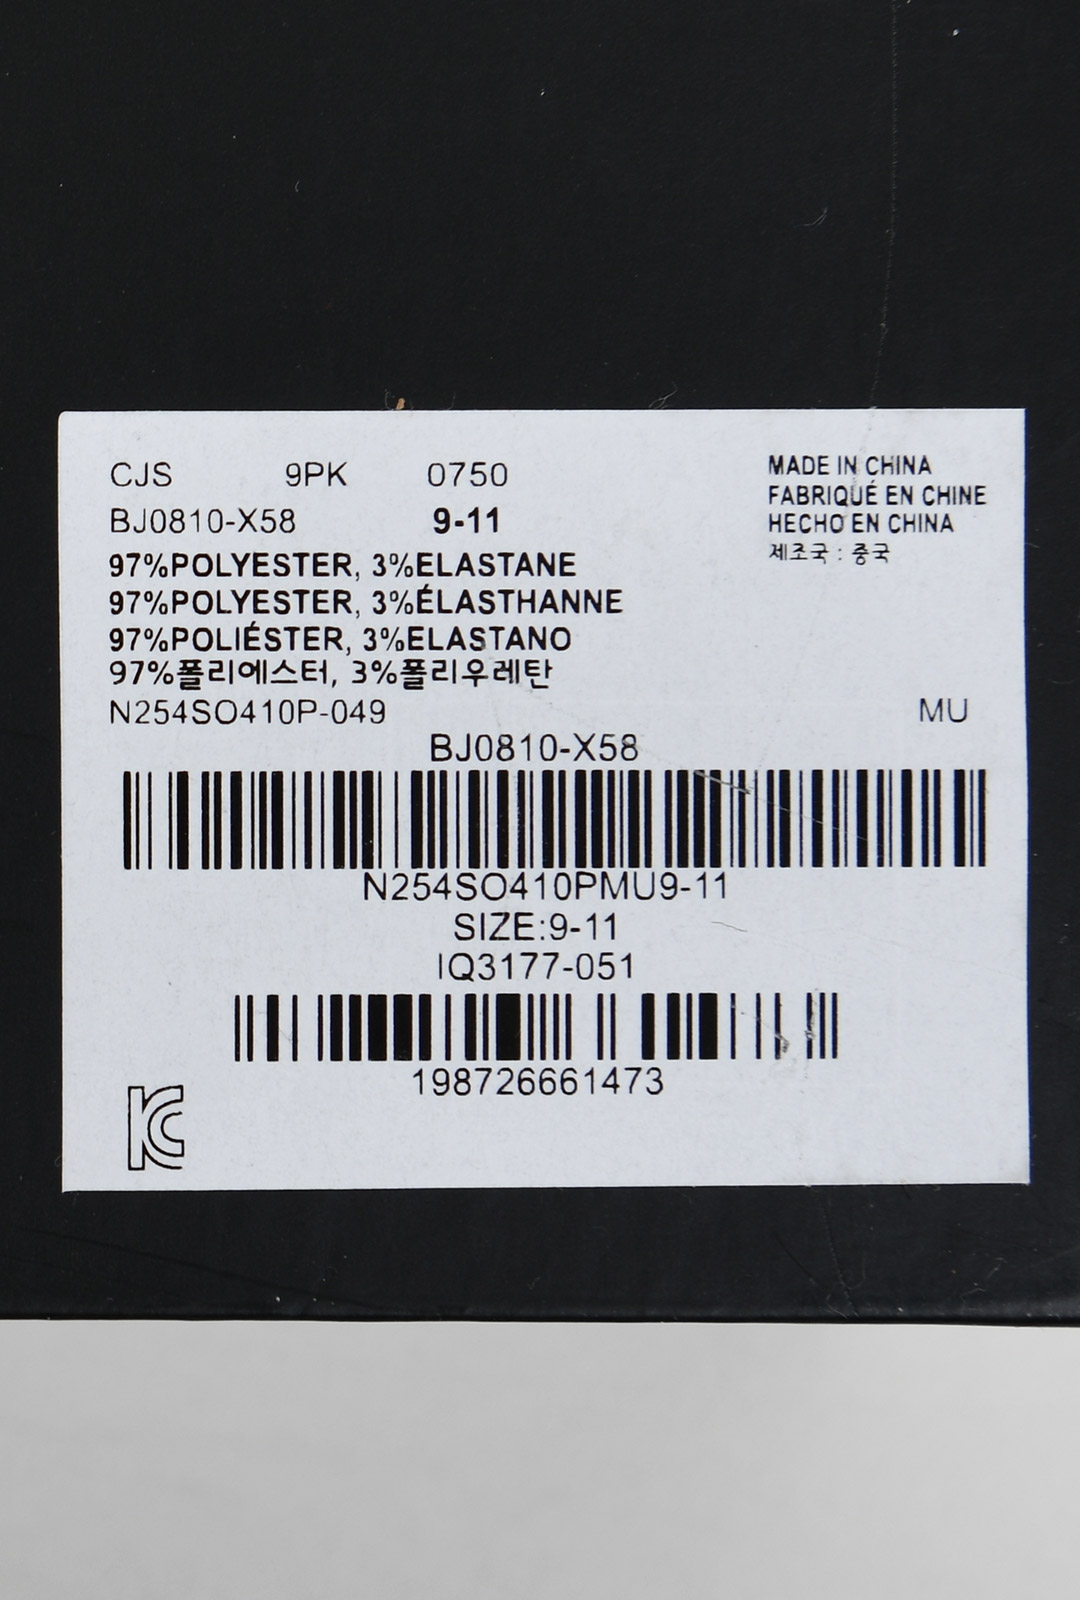 CJS 9PK 0750
BJ0810-X58 9-11
MADE IN CHINA
FABRIQUÉ EN CHINE
HECHO EN CHINA
제조국 : 중국
97%POLYESTER, 3%ELASTANE
97%POLYESTER, 3%ÉLASTHANNE
97%POLIÉSTER, 3%ELASTANO
97%폴리에스터, 3%폴리우레탄
N254SO410P-049 MU
BJ0810-X58
N254SO410PMU9-11
SIZE:9-11
IQ3177-051
198726661473
KC